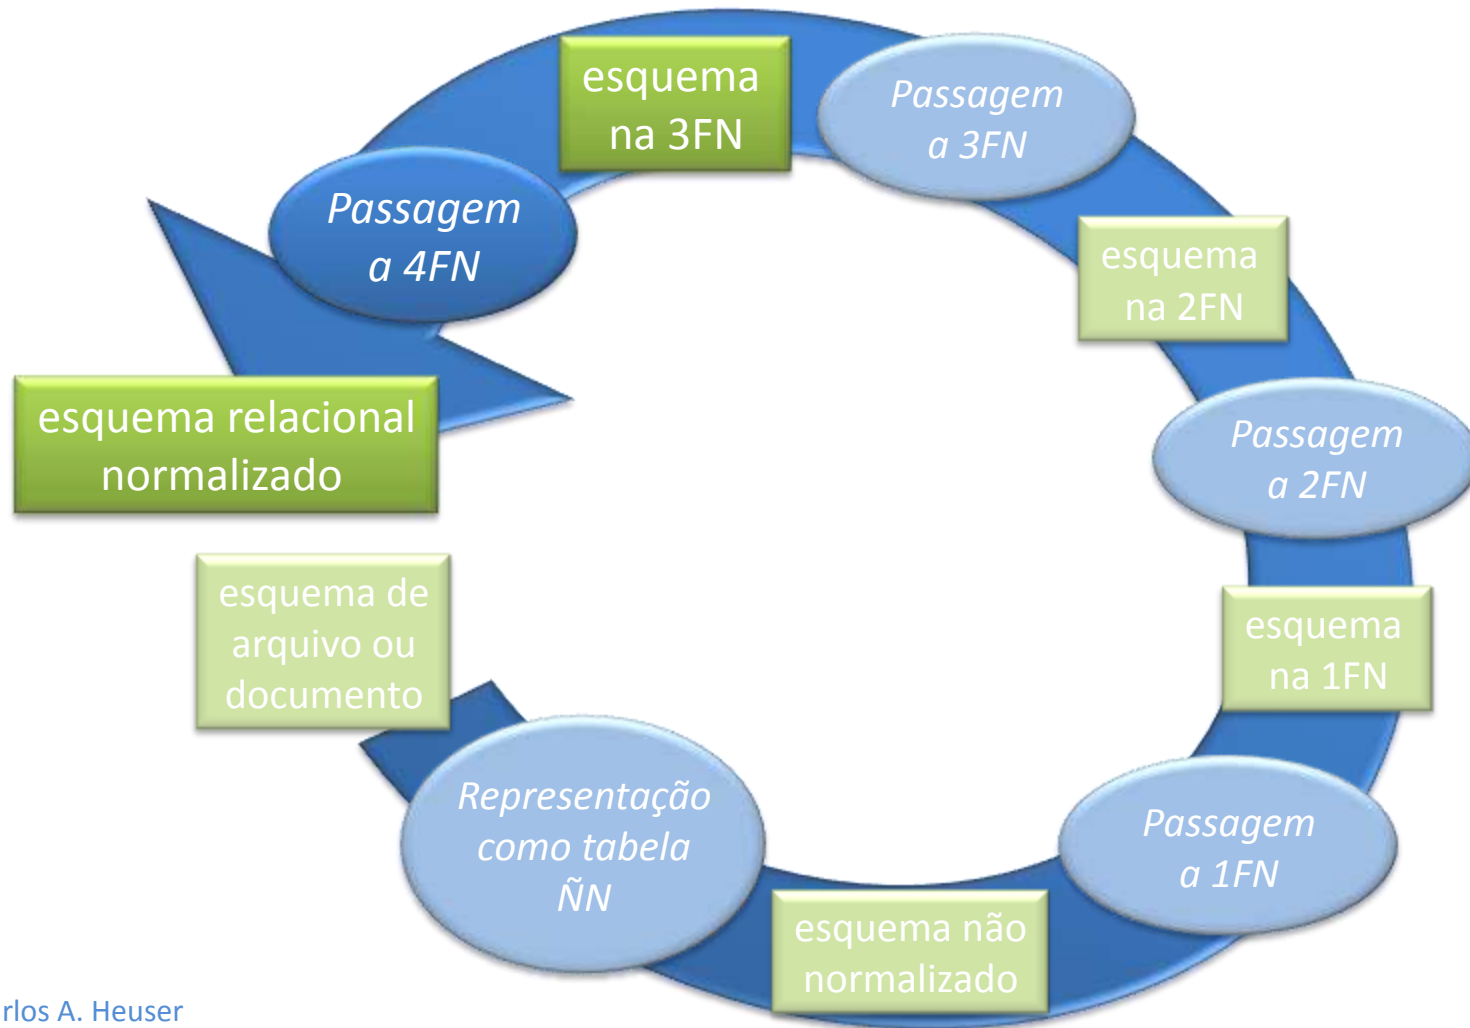 esquema
na 3FN
Passagem
a 3FN
Passagem
a 4FN
esquema
na 2FN
esquema relacional
normalizado
Passagem
a 2FN
esquema de
arquivo ou
documento
esquema
na 1FN
Representação
como tabela
ÑN
Passagem
a 1FN
esquema não
normalizado
rlos A. Heuser